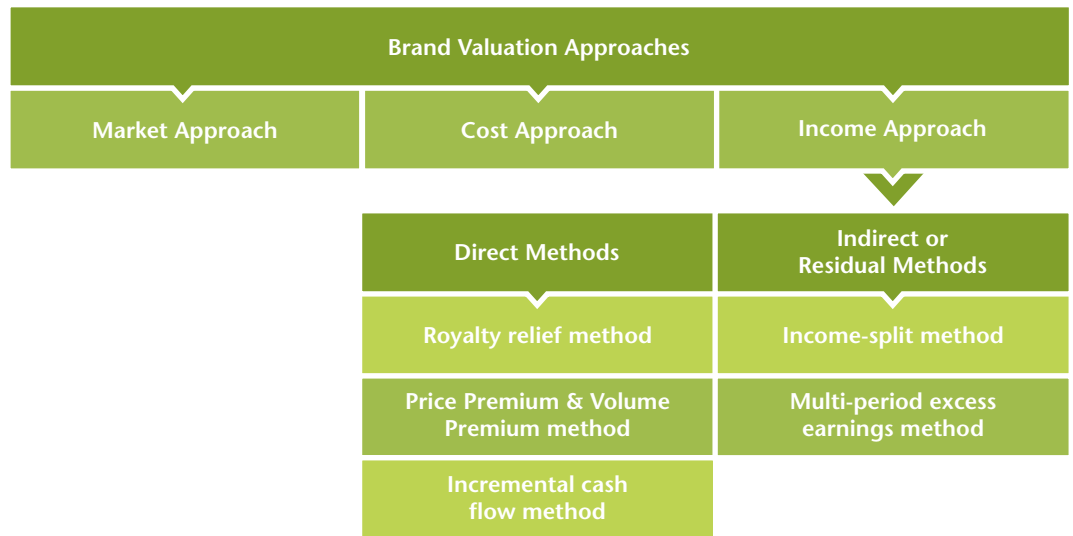 Brand Valuation Approaches
Market Approach
Cost Approach
Income Approach
Direct Methods
Indirect or
Residual Methods
Royalty relief method
Income-split method
Price Premium & Volume
Premium method
Multi-period excess
earnings method
Incremental cash
flow method